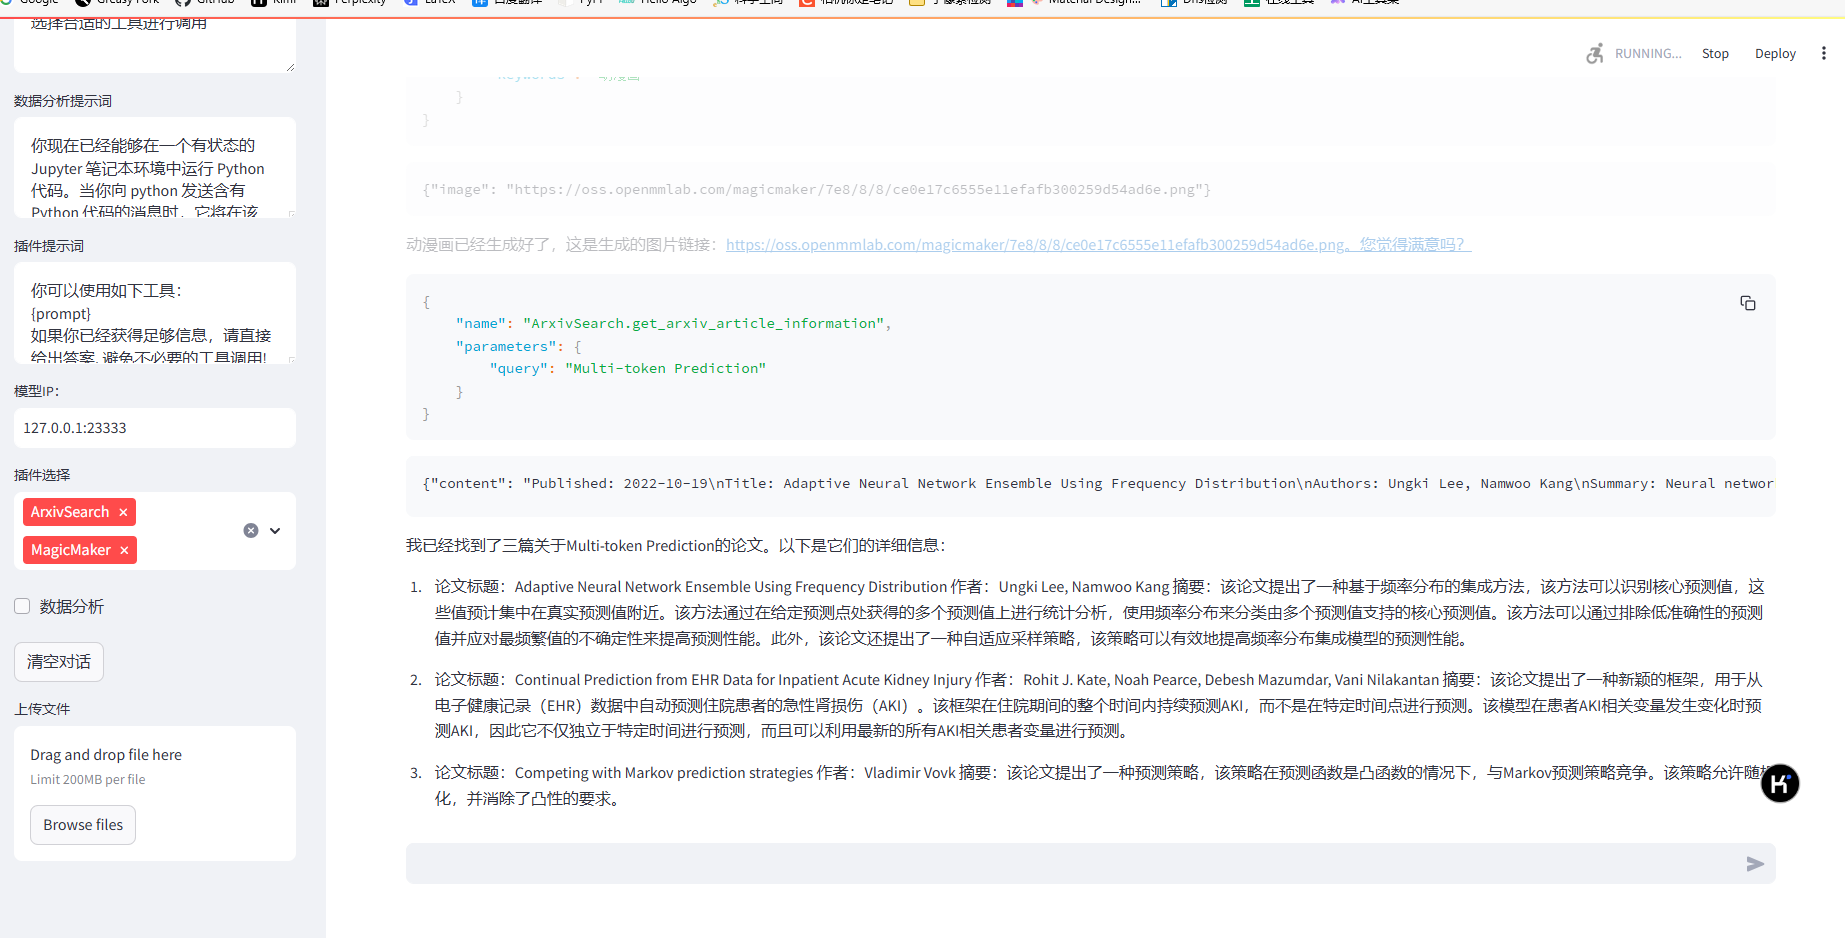 选择合适的工具进行调用
数据分析提示词
你现在已经能够在一个有状态的
Jupyter 笔记本环境中运行 Python
代码。当你向 python 发送含有
Python 代码的消息时，它将在该
插件提示词
你可以使用如下工具：
{prompt}
如果你已经获得足够信息，请直接
给出答案. 避免不必要的工具调用!
模型IP：
127.0.0.1:23333
插件选择
ArxivSearch ×
MagicMaker ×
数据分析
清空对话
上传文件
Drag and drop file here
Limit 200MB per file
Browse files
RUNNING... Stop Deploy
}
}
{"image": "https://oss.openmmlab.com/magicmaker/7e8/8/8/ce0e17c6555e11efafb300259d54ad6e.png"}
动漫画已经生成好了，这是生成的图片链接：https://oss.openmmlab.com/magicmaker/7e8/8/8/ce0e17c6555e11efafb300259d54ad6e.png。您觉得满意吗？
{
"name": "ArxivSearch.get_arxiv_article_information",
"parameters": {
"query": "Multi-token Prediction"
}
}
{"content": "Published: 2022-10-19\nTitle: Adaptive Neural Network Ensemble Using Frequency Distribution\nAuthors: Ungki Lee, Namwoo Kang\nSummary: Neural networ
我已经找到了三篇关于Multi-token Prediction的论文。以下是它们的详细信息：
1. 论文标题：Adaptive Neural Network Ensemble Using Frequency Distribution 作者：Ungki Lee, Namwoo Kang 摘要：该论文提出了一种基于频率分布的集成方法，该方法可以识别核心预测值，这
些值预计集中在真实预测值附近。该方法通过在给定预测点处获得的多个预测值上进行统计分析，使用频率分布来分类由多个预测值支持的核心预测值。该方法可以通过排除低准确性的预测
值并应对最频繁值的不确定性来提高预测性能。此外，该论文还提出了一种自适应采样策略，该策略可以有效地提高频率分布集成模型的预测性能。
2. 论文标题：Continual Prediction from EHR Data for Inpatient Acute Kidney Injury 作者：Rohit J. Kate, Noah Pearce, Debesh Mazumdar, Vani Nilakantan 摘要：该论文提出了一种新颖的框架，用于从
电子健康记录（EHR）数据中自动预测住院患者的急性肾损伤（AKI）。该框架在住院期间的整个时间内持续预测AKI，而不是在特定时间点进行预测。该模型在患者AKI相关变量发生变化时预
测AKI，因此它不仅独立于特定时间进行预测，而且可以利用最新的所有AKI相关患者变量进行预测。
3. 论文标题：Competing with Markov prediction strategies 作者：Vladimir Vovk 摘要：该论文提出了一种预测策略，该策略在预测函数是凸函数的情况下，与Markov预测策略竞争。该策略允许随机
化，并消除了凸性的要求。